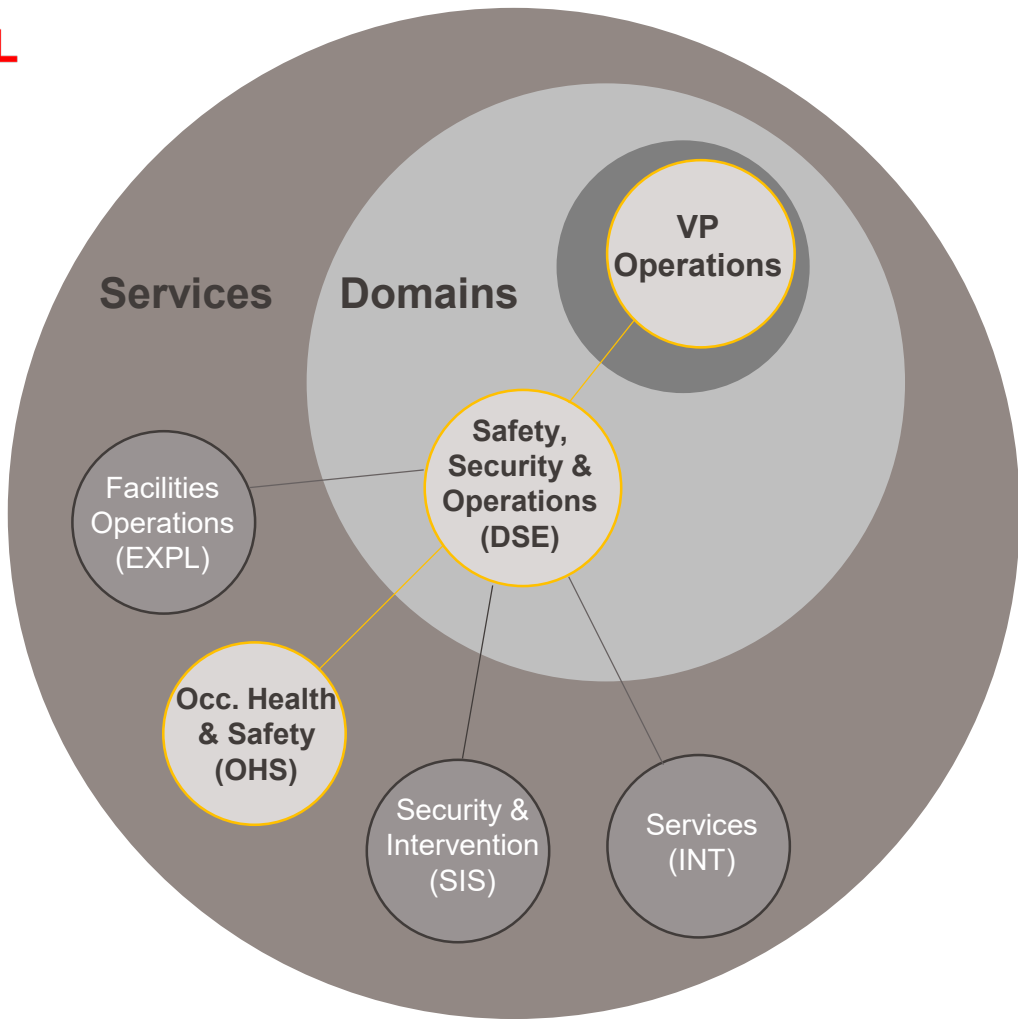 L
VP
Operations
Services
Domains
Safety,
Security &
Operations
(DSE)
Facilities
Operations
(EXPL)
Occ. Health
& Safety
(OHS)
Security &
Intervention
(SIS)
Services
(INT)